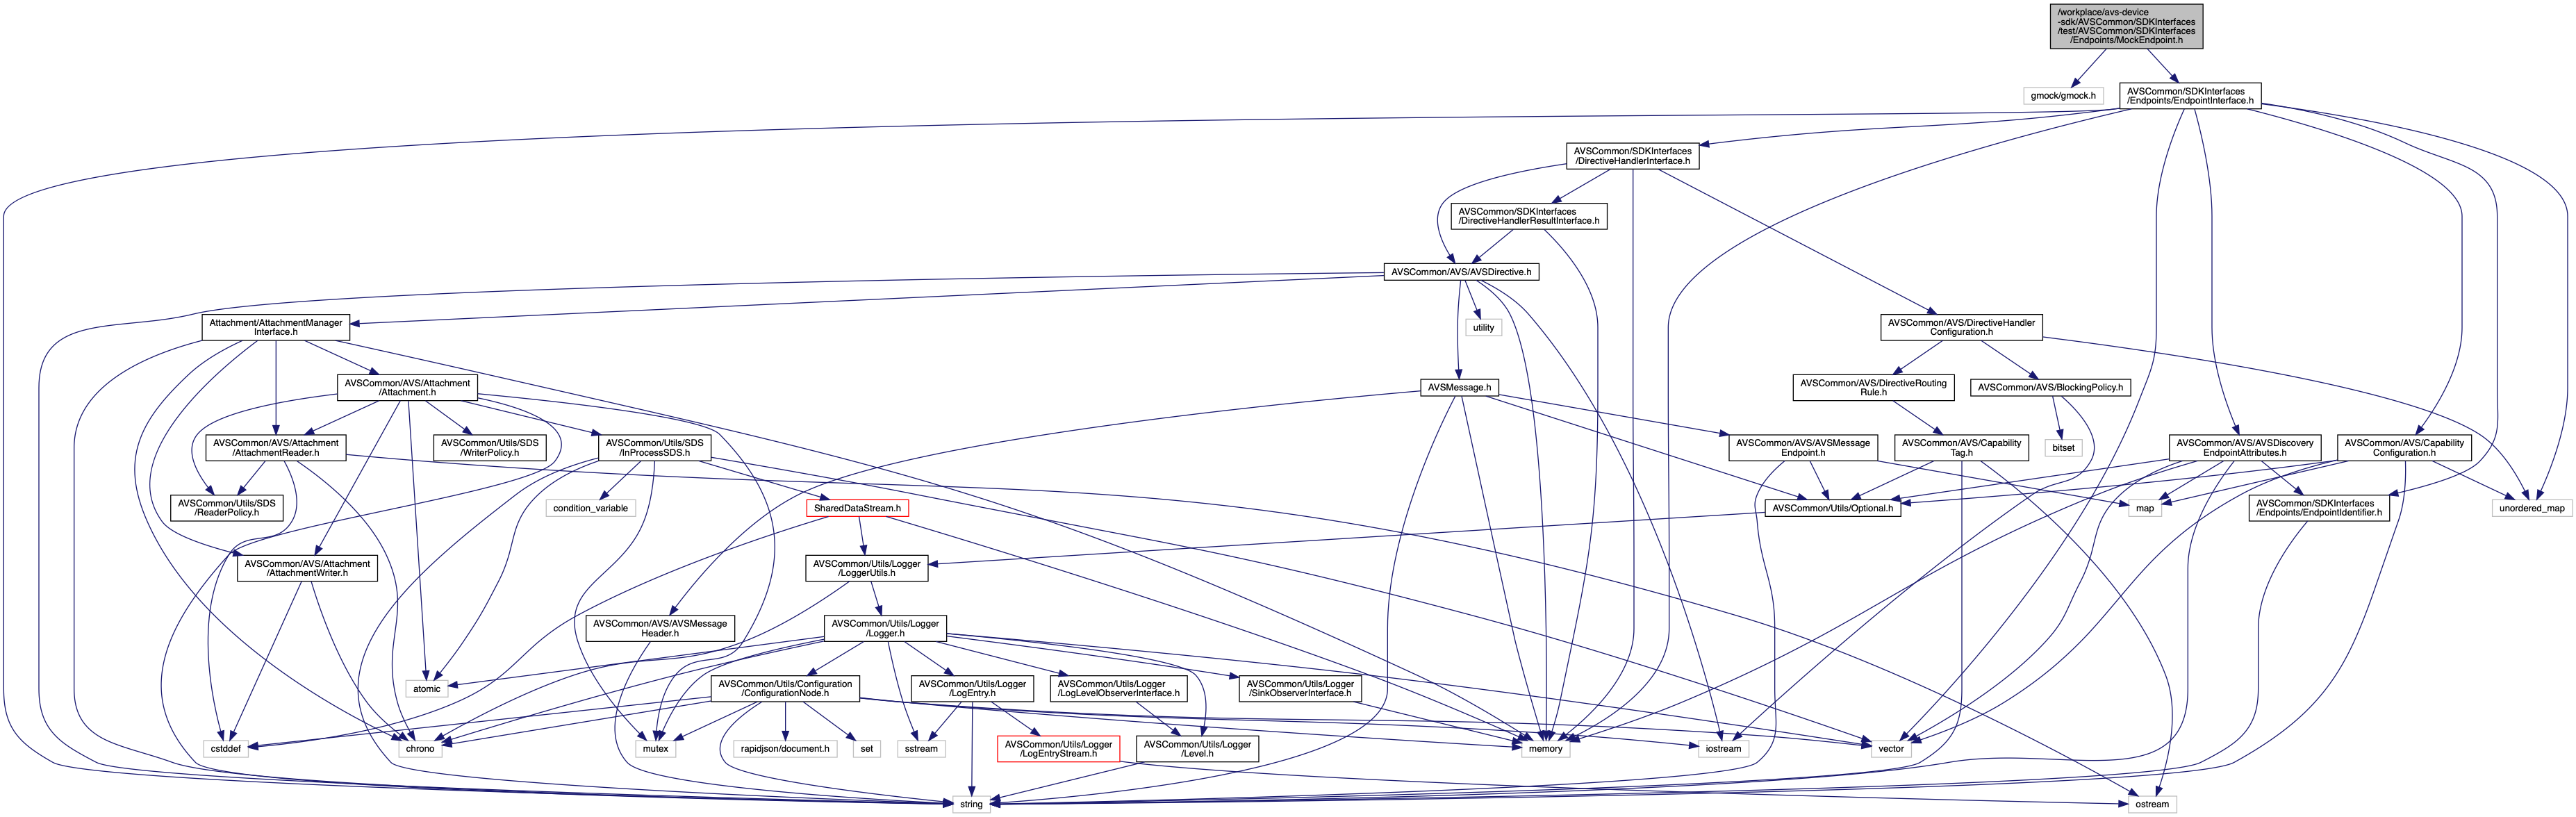 /workplace/avs-device
-sdk/AVSCommon/SDKInterfaces
/test/AVSCommon/SDKInterfaces
/Endpoints/MockEndpoint.h
gmock/gmock.h
AVSCommon/SDKInterfaces
/Endpoints/EndpointInterface.h
AVSCommon/SDKInterfaces
/DirectiveHandlerInterface.h
AVSCommon/SDKInterfaces
/DirectiveHandlerResultInterface.h
AVSCommon/AVS/AVSDirective.h
Attachment/AttachmentManager
Interface.h
utility
AVSCommon/AVS/DirectiveHandler
Configuration.h
AVSCommon/AVS/Attachment
/Attachment.h
AVSMessage.h
AVSCommon/AVS/DirectiveRouting
Rule.h
AVSCommon/AVS/BlockingPolicy.h
AVSCommon/AVS/Attachment
/AttachmentReader.h
AVSCommon/Utils/SDS
/WriterPolicy.h
AVSCommon/Utils/SDS
/InProcessSDS.h
AVSCommon/AVS/AVSMessage
Endpoint.h
AVSCommon/AVS/Capability
Tag.h
bitset
AVSCommon/AVS/AVSDiscovery
EndpointAttributes.h
AVSCommon/AVS/Capability
Configuration.h
AVSCommon/Utils/SDS
/ReaderPolicy.h
condition_variable
SharedDataStream.h
AVSCommon/Utils/Optional.h
map
AVSCommon/SDKInterfaces
/Endpoints/EndpointIdentifier.h
unordered_map
AVSCommon/AVS/Attachment
/AttachmentWriter.h
AVSCommon/Utils/Logger
/LoggerUtils.h
AVSCommon/AVS/AVSMessage
Header.h
AVSCommon/Utils/Logger
/Logger.h
atomic
AVSCommon/Utils/Configuration
/ConfigurationNode.h
AVSCommon/Utils/Logger
/LogEntry.h
AVSCommon/Utils/Logger
/LogLevelObserverInterface.h
AVSCommon/Utils/Logger
/SinkObserverInterface.h
cstddef
chrono
mutex
rapidjson/document.h
set
sstream
AVSCommon/Utils/Logger
/LogEntryStream.h
AVSCommon/Utils/Logger
/Level.h
memory
iostream
vector
string
ostream